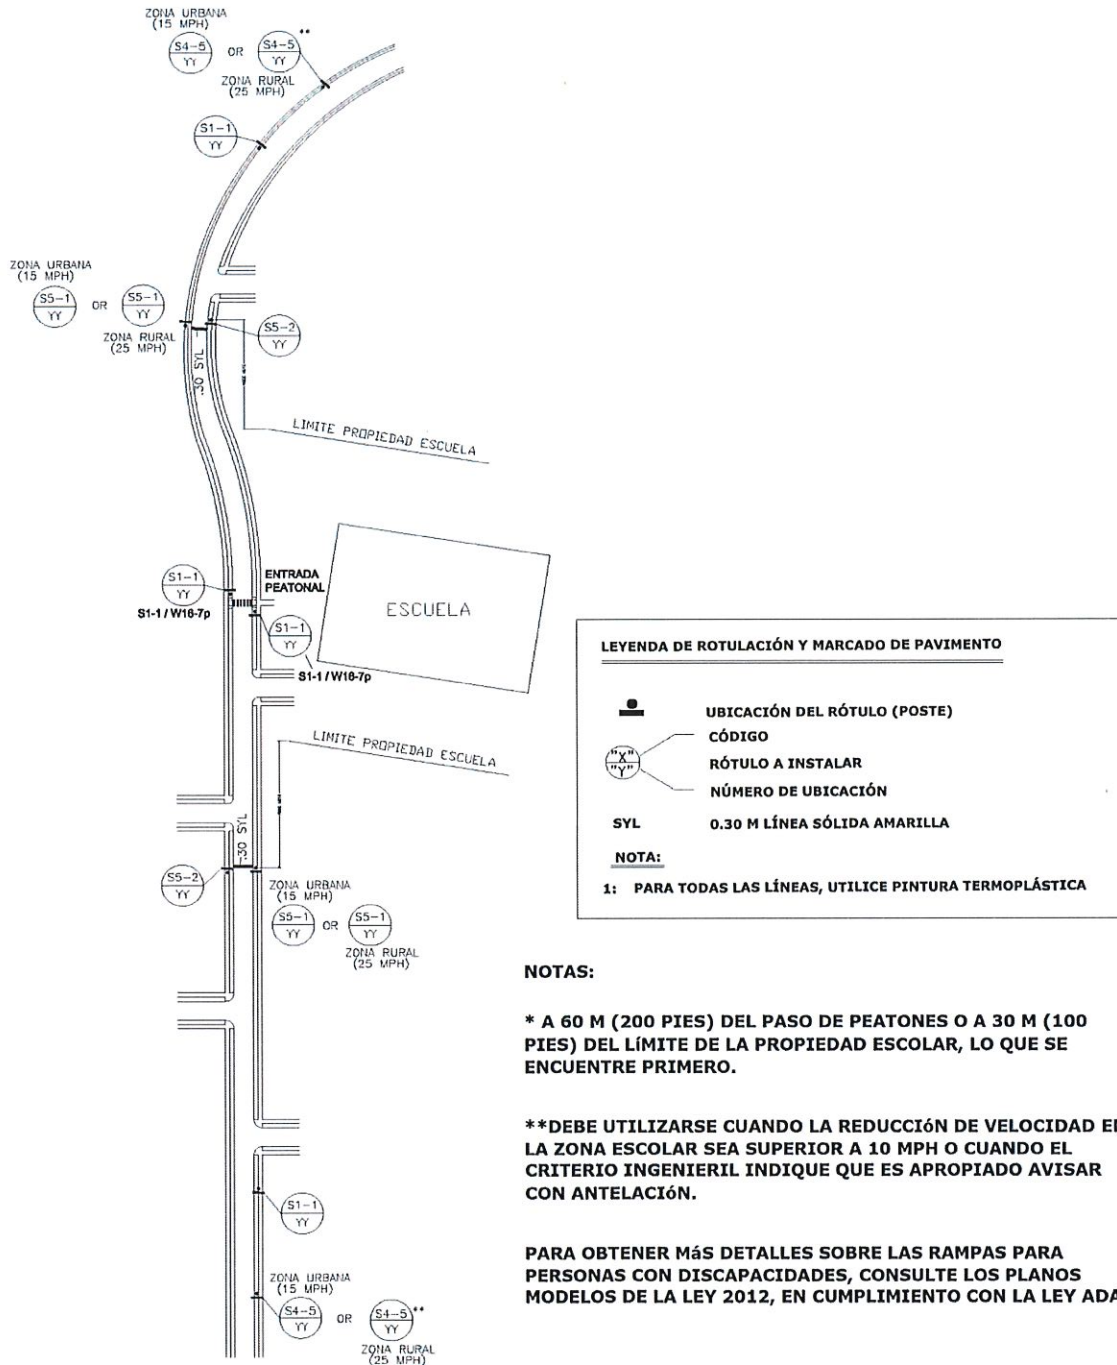 ZONA URBANA
(15 MPH)
S4-5
YY
OR
S4-5
YY
**
ZONA RURAL
(25 MPH)
S1-1
YY
ZONA URBANA
(15 MPH)
S5-1
YY
OR
S5-1
YY
ZONA RURAL
(25 MPH)
S5-2
YY
.30 SYL
LIMITE PROPIEDAD ESCUELA
S1-1
YY
S1-1 / W16-7p
ENTRADA
PEATONAL
ESCUELA
S1-1
YY
S1-1 / W16-7p
LIMITE PROPIEDAD ESCUELA
.30 SYL
S5-2
YY
ZONA URBANA
(15 MPH)
S5-1
YY
OR
S5-1
YY
ZONA RURAL
(25 MPH)
S1-1
YY
ZONA URBANA
(15 MPH)
S4-5
YY
OR
S4-5
YY
**
ZONA RURAL
(25 MPH)
LEYENDA DE ROTULACIÓN Y MARCADO DE PAVIMENTO
UBICACIÓN DEL RÓTULO (POSTE)
CÓDIGO
"X"
"Y"
RÓTULO A INSTALAR
NÚMERO DE UBICACIÓN
SYL 0.30 M LÍNEA SÓLIDA AMARILLA
NOTA:
1: PARA TODAS LAS LÍNEAS, UTILICE PINTURA TERMOPLÁSTICA
NOTAS:
* A 60 M (200 PIES) DEL PASO DE PEATONES O A 30 M (100
PIES) DEL LíMITE DE LA PROPIEDAD ESCOLAR, LO QUE SE
ENCUENTRE PRIMERO.
**DEBE UTILIZARSE CUANDO LA REDUCCIóN DE VELOCIDAD EN
LA ZONA ESCOLAR SEA SUPERIOR A 10 MPH O CUANDO EL
CRITERIO INGENIERIL INDIQUE QUE ES APROPIADO AVISAR
CON ANTELACIóN.
PARA OBTENER MáS DETALLES SOBRE LAS RAMPAS PARA
PERSONAS CON DISCAPACIDADES, CONSULTE LOS PLANOS
MODELOS DE LA LEY 2012, EN CUMPLIMIENTO CON LA LEY ADA